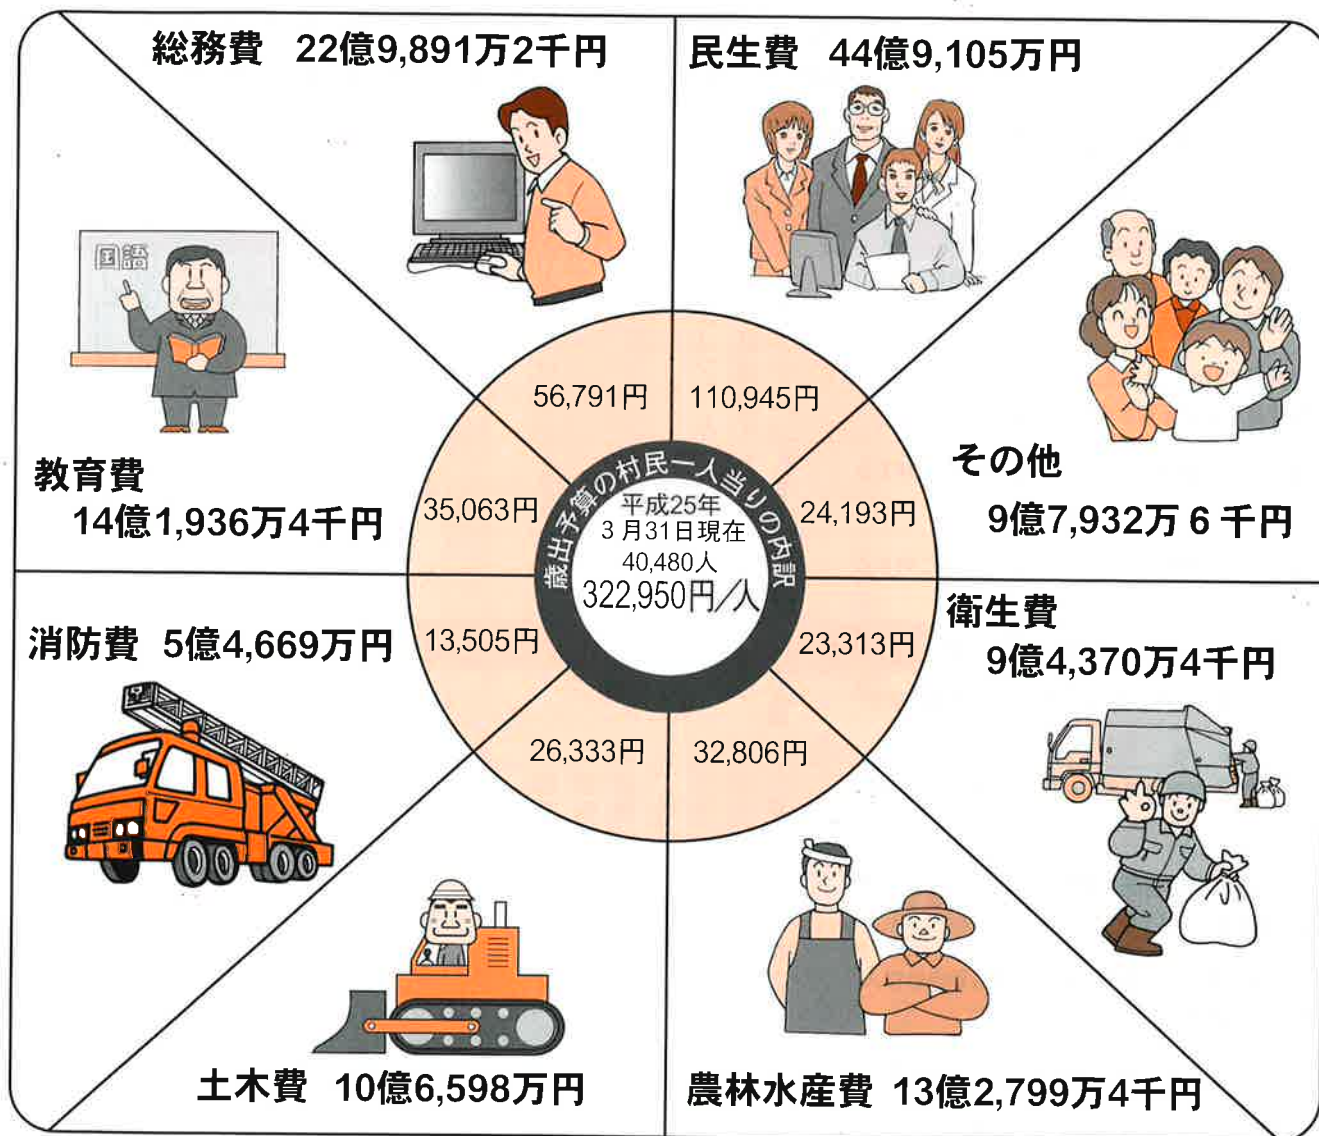 総務費 22億9,891万2千円
民生費 44億9,105万円
国語
教育費
14億1,936万4千円
その他
9億7,932万6千円
消防費 5億4,669万円
衛生費
9億4,370万4千円
土木費 10億6,598万円
農林水産費 13億2,799万4千円
56,791円
110,945円
35,063円
24,193円
13,505円
23,313円
26,333円
32,806円
歳出予算の村民一人当りの内訳
平成25年
3月31日現在
40,480人
322,950円/人